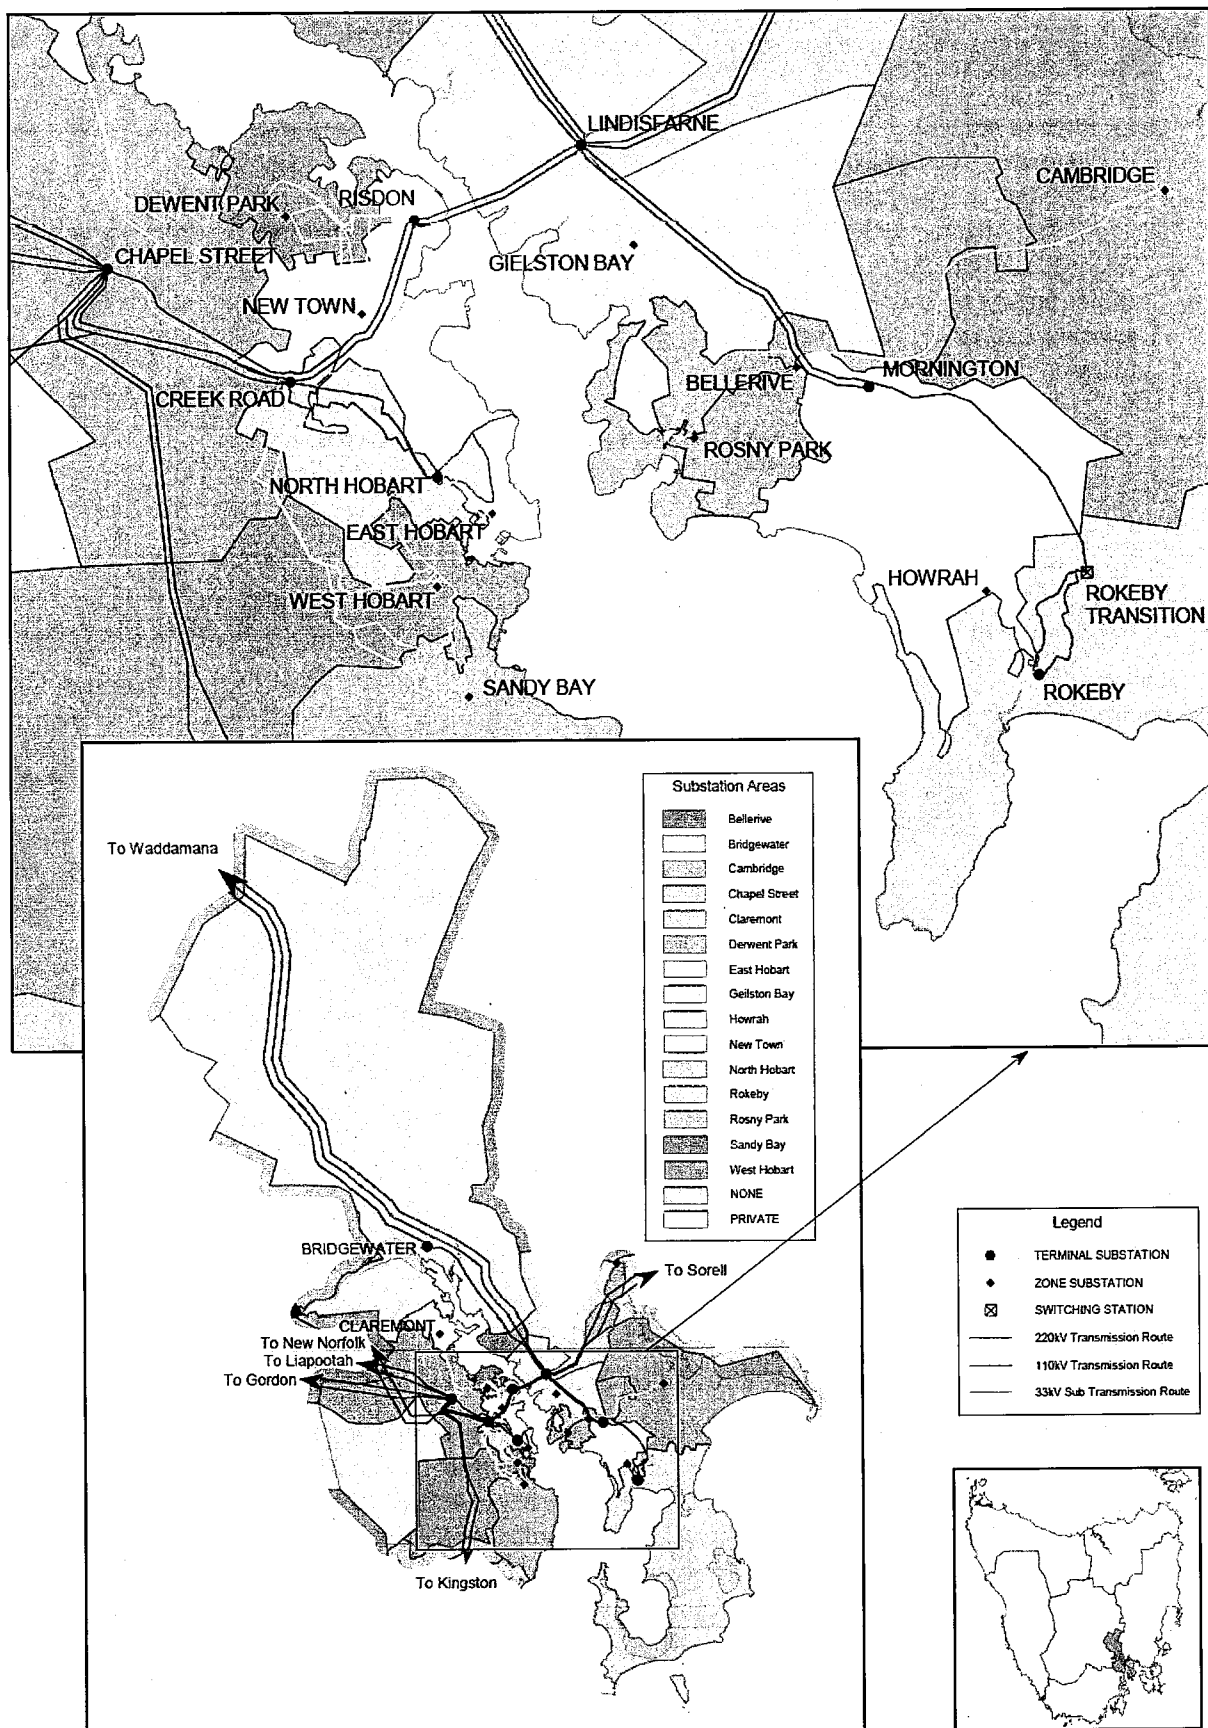 LINDISFARNE
CAMBRIDGE
DEWENT PARK
RISDON
CHAPEL STREET
GIELSTON BAY
NEW TOWN
MORNINGTON
BELLERIVE
CREEK ROAD
ROSNY PARK
NORTH HOBART
EAST HOBART
HOWRAH
WEST HOBART
ROKEBY
TRANSITION
SANDY BAY
ROKEBY
Substation Areas
Bellerive
Bridgewater
Cambridge
Chapel Street
Claremont
Derwent Park
East Hobart
Geilston Bay
Howrah
New Town
North Hobart
Rokeby
Rosny Park
Sandy Bay
West Hobart
NONE
PRIVATE
To Waddamana
BRIDGEWATER
To Sorell
CLAREMONT
To New Norfolk
To Liapootah
To Gordon
To Kingston
Legend
TERMINAL SUBSTATION
ZONE SUBSTATION
SWITCHING STATION
220kV Transmission Route
110kV Transmission Route
33kV Sub Transmission Route